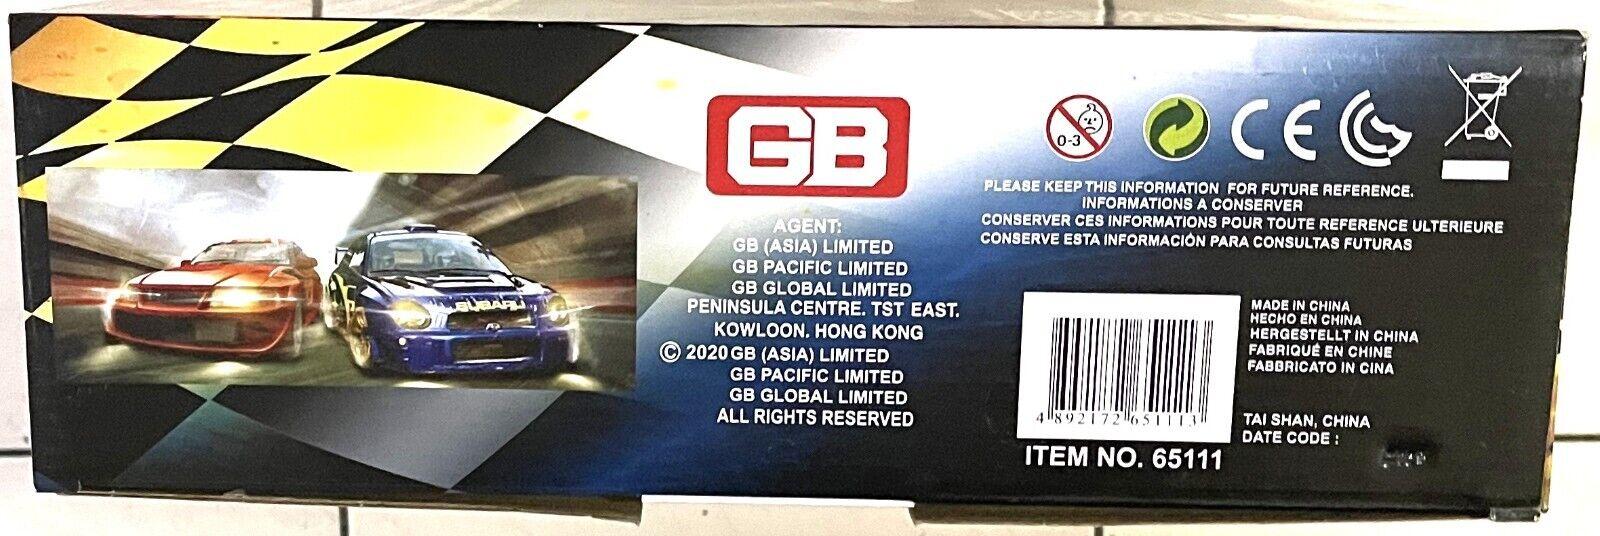 GB
AGENT:
GB (ASIA) LIMITED
GB PACIFIC LIMITED
GB GLOBAL LIMITED
PENINSULA CENTRE. TST EAST.
KOWLOON. HONG KONG
© 2020 GB (ASIA) LIMITED
GB PACIFIC LIMITED
GB GLOBAL LIMITED
ALL RIGHTS RESERVED
SUBARU
0-3
CE
PLEASE KEEP THIS INFORMATION FOR FUTURE REFERENCE.
INFORMATIONS A CONSERVER
CONSERVER CES INFORMATIONS POUR TOUTE REFERENCE ULTERIEURE
CONSERVE ESTA INFORMACIÓN PARA CONSULTAS FUTURAS
4 892172 651113
ITEM NO. 65111
MADE IN CHINA
HECHO EN CHINA
HERGESTELLT IN CHINA
FABRIQUÉ EN CHINE
FABBRICATO IN CINA
TAI SHAN, CHINA
DATE CODE :